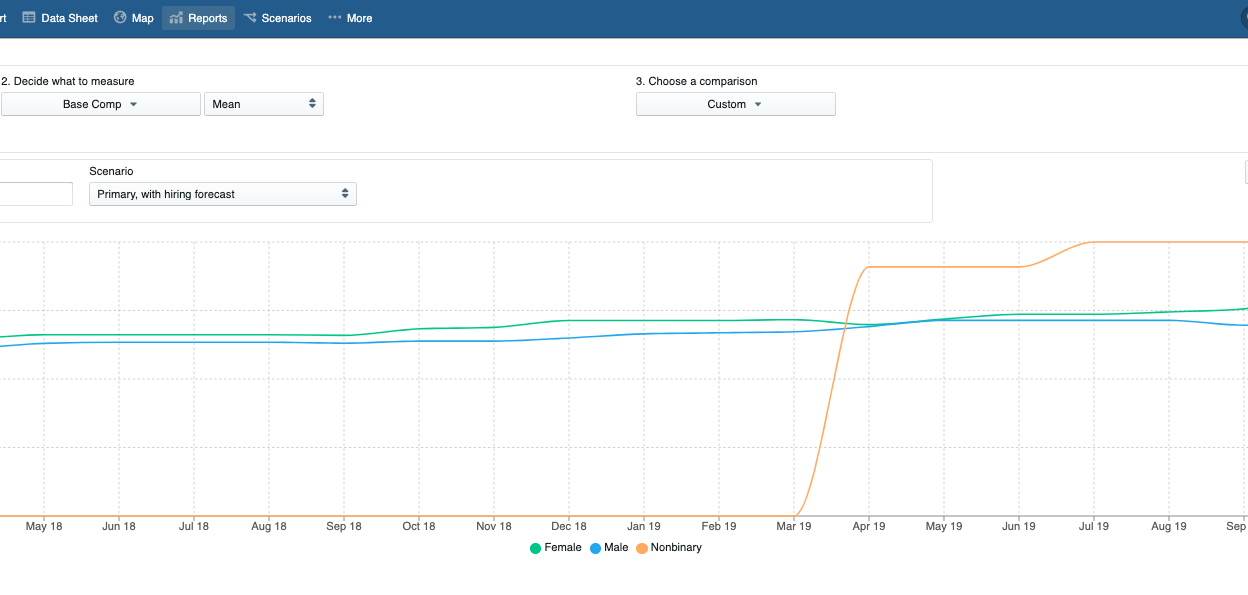 rt Data Sheet Map Reports Scenarios More
2. Decide what to measure
3. Choose a comparison
Base Comp Mean
Custom
Scenario
Primary, with hiring forecast
May 18 Jun 18 Jul 18 Aug 18 Sep 18 Oct 18 Nov 18 Dec 18 Jan 19 Feb 19 Mar 19 Apr 19 May 19 Jun 19 Jul 19 Aug 19 Sep
Female Male Nonbinary